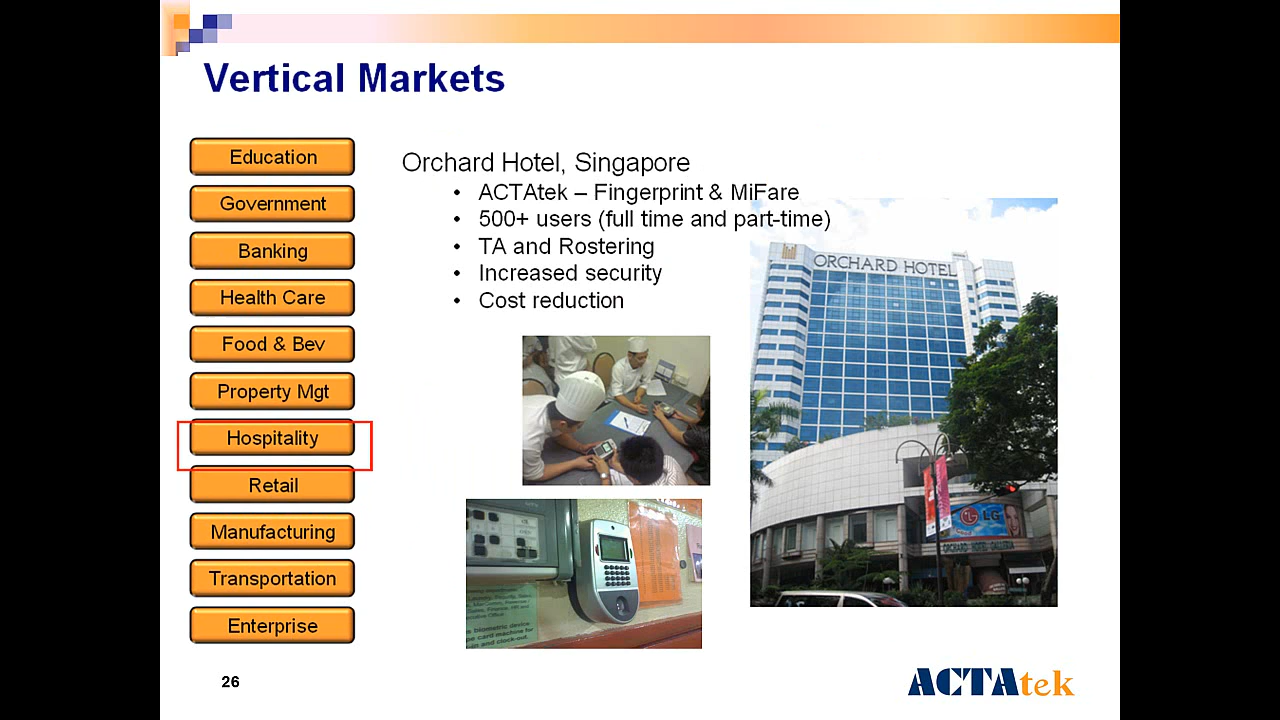 Vertical Markets
Education
Government
Banking
Health Care
Food & Bev
Property Mgt
Hospitality
Retail
Manufacturing
Transportation
Enterprise
Orchard Hotel, Singapore
• ACTAtek – Fingerprint & MiFare
• 500+ users (full time and part-time)
• TA and Rostering
• Increased security
• Cost reduction
ORCHARD HOTEL
LG
26
ACTAtek